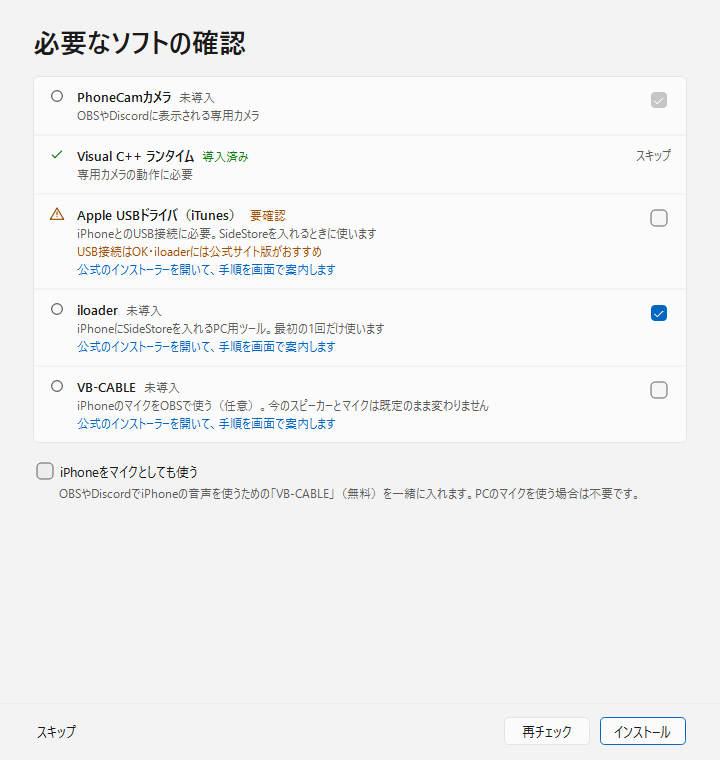 必要なソフトの確認
PhoneCamカメラ 未導入
OBSやDiscordに表示される専用カメラ
Visual C++ ランタイム 導入済み
スキップ
専用カメラの動作に必要
Apple USBドライバ（iTunes） 要確認
iPhoneとのUSB接続に必要。SideStoreを入れるときに使います
USB接続はOK・iloaderには公式サイト版がおすすめ
公式のインストーラーを開いて、手順を画面で案内します
iloader 未導入
iPhoneにSideStoreを入れるPC用ツール。最初の1回だけ使います
公式のインストーラーを開いて、手順を画面で案内します
VB-CABLE 未導入
iPhoneのマイクをOBSで使う（任意）。今のスピーカーとマイクは既定のまま変わりません
公式のインストーラーを開いて、手順を画面で案内します
iPhoneをマイクとしても使う
OBSやDiscordでiPhoneの音声を使うための「VB-CABLE」（無料）を一緒に入れます。PCのマイクを使う場合は不要です。
スキップ
再チェック
インストール